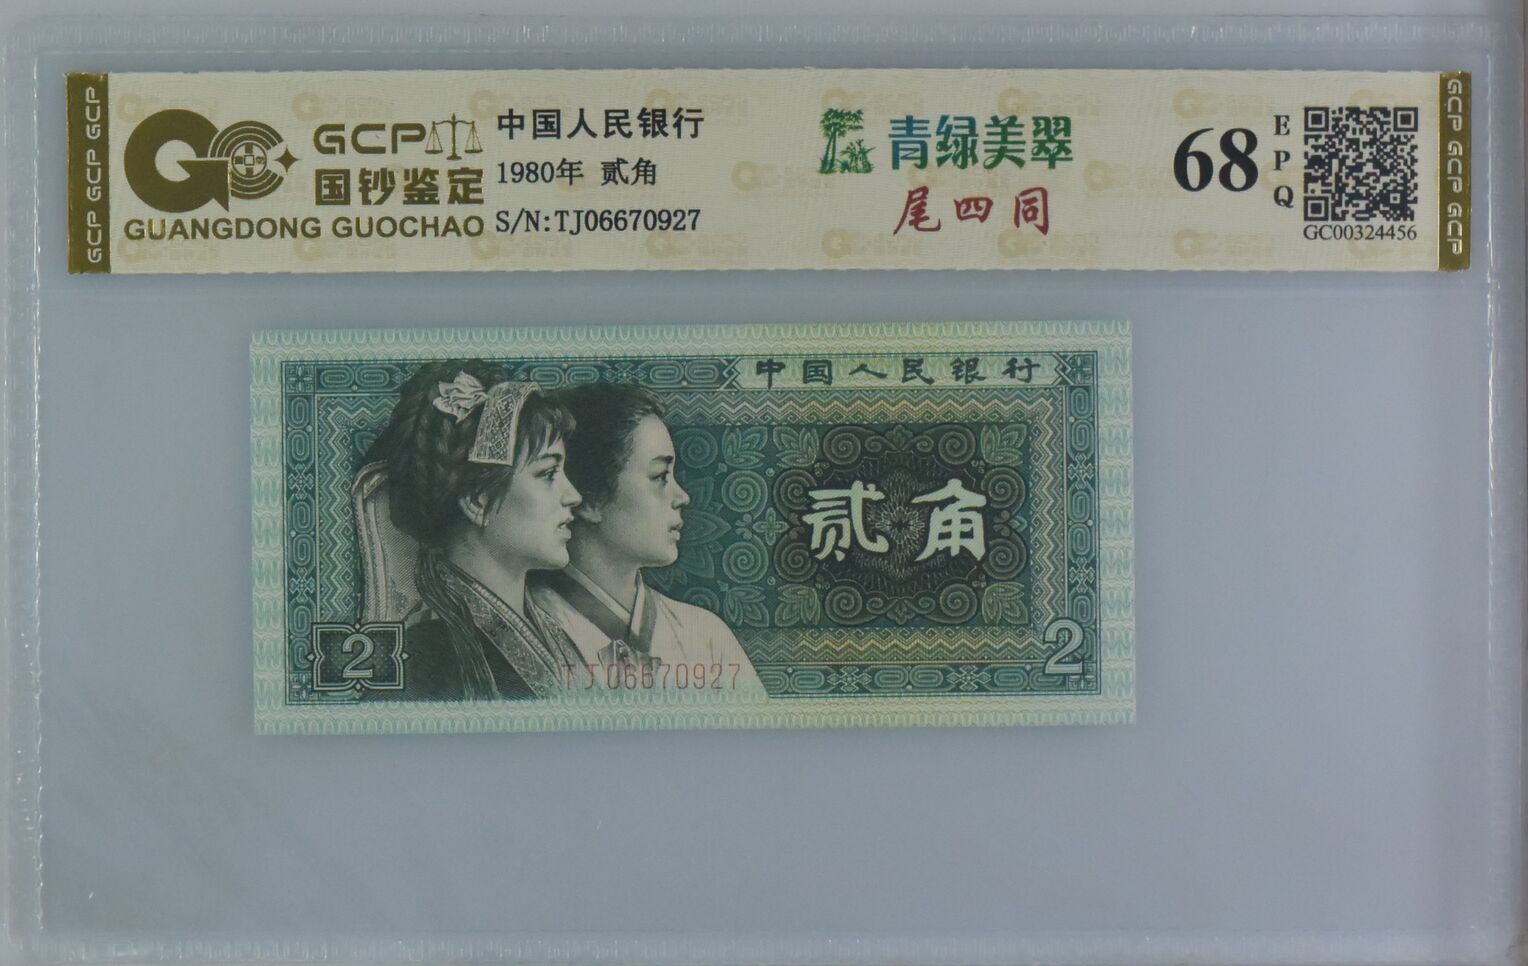 GCP GCP GCP
GCP
国钞鉴定
GUANGDONG GUOCHAO
中国人民银行
1980年 贰角
S/N:TJ06670927
青绿美翠
尾四同
68
EPQ
GC00324456
GCP GCP GCP
中国人民银行
贰角
2
2
TJ06670927